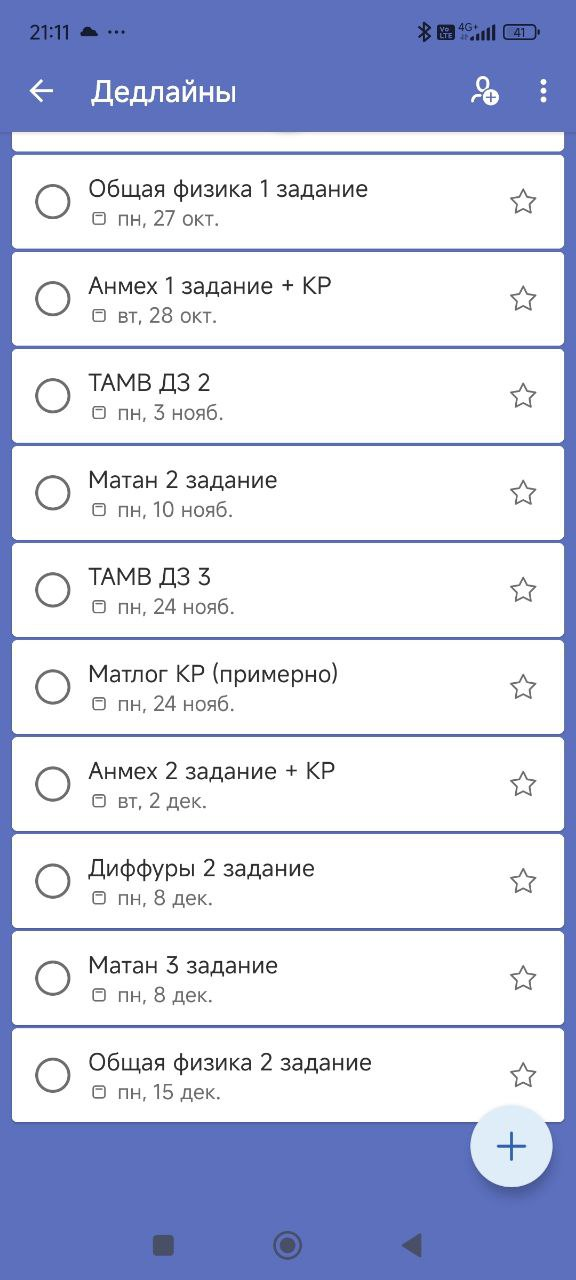 21:11
Vo LTE 4G+ 41
Дедлайны
Общая физика 1 задание
пн, 27 окт.
Анмех 1 задание + КР
вт, 28 окт.
ТАМВ ДЗ 2
пн, 3 нояб.
Матан 2 задание
пн, 10 нояб.
ТАМВ ДЗ 3
пн, 24 нояб.
Матлог КР (примерно)
пн, 24 нояб.
Анмех 2 задание + КР
вт, 2 дек.
Диффуры 2 задание
пн, 8 дек.
Матан 3 задание
пн, 8 дек.
Общая физика 2 задание
пн, 15 дек.